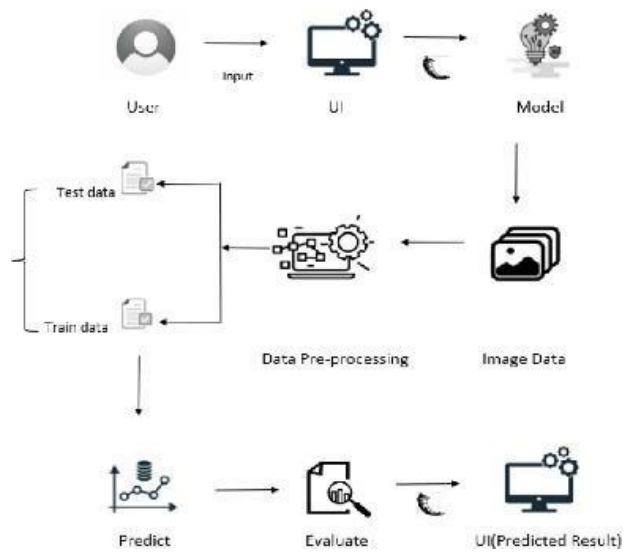 Input
User
UI
Model
Test data
Train data
Data Pre-processing
Image Data
Predict
Evaluate
UI(Predicted Result)